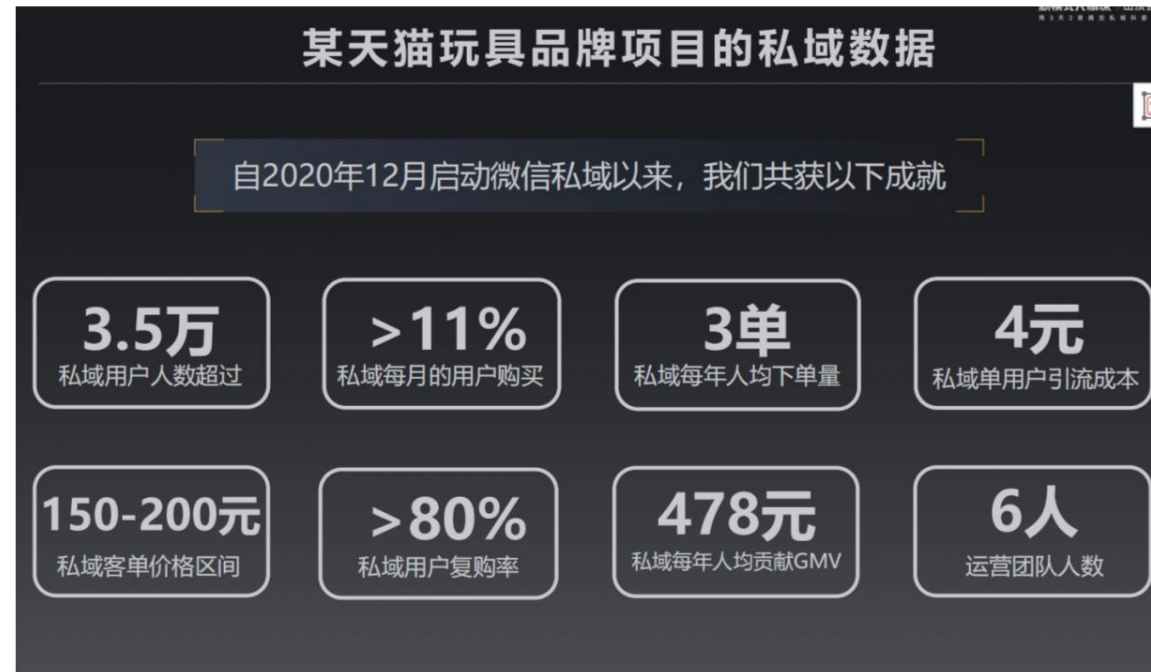 某天猫玩具品牌项目的私域数据
自2020年12月启动微信私域以来，我们共获以下成就
3.5万
私域用户人数超过
>11%
私域每月的用户购买
3单
私域每年人均下单量
4元
私域单用户引流成本
150-200元
私域客单价格区间
>80%
私域用户复购率
478元
私域每年人均贡献GMV
6人
运营团队人数